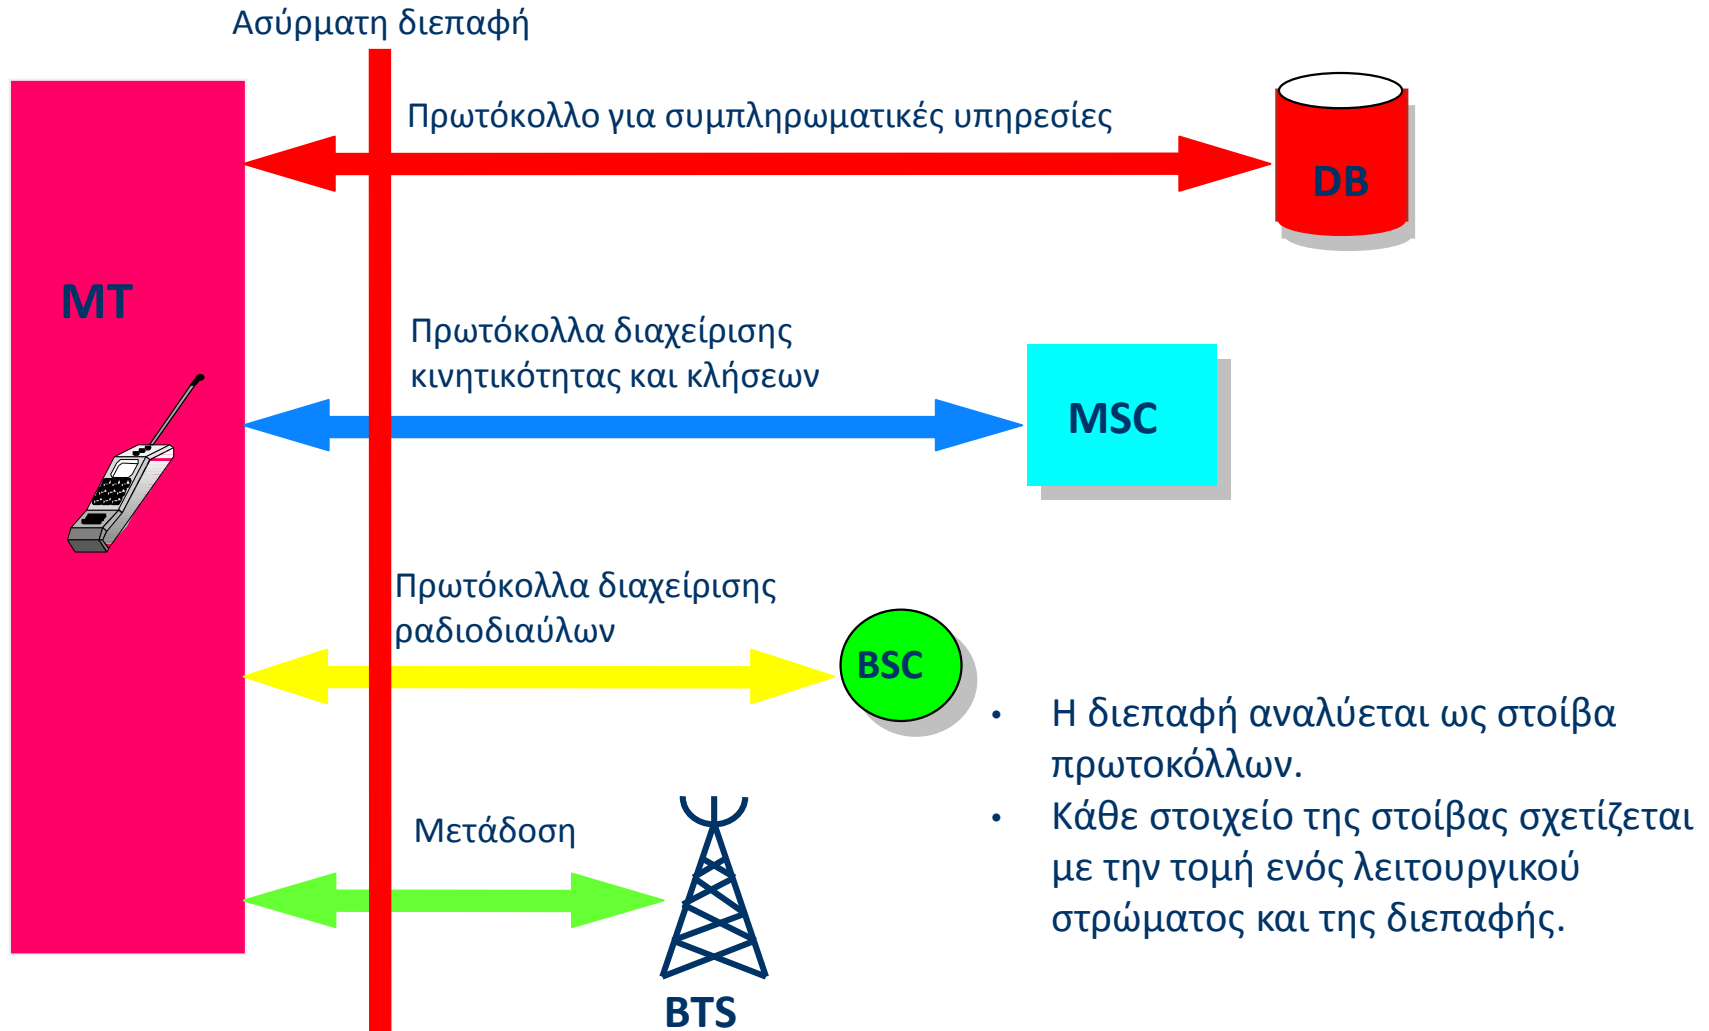 Ασύρματη διεπαφή
Πρωτόκολλο για συμπληρωματικές υπηρεσίες
DB
MT
Πρωτόκολλα διαχείρισης
κινητικότητας και κλήσεων
MSC
Πρωτόκολλα διαχείρισης
ραδιοδιαύλων
BSC
• Η διεπαφή αναλύεται ως στοίβα
πρωτοκόλλων.
• Κάθε στοιχείο της στοίβας σχετίζεται
με την τομή ενός λειτουργικού
στρώματος και της διεπαφής.
Μετάδοση
BTS